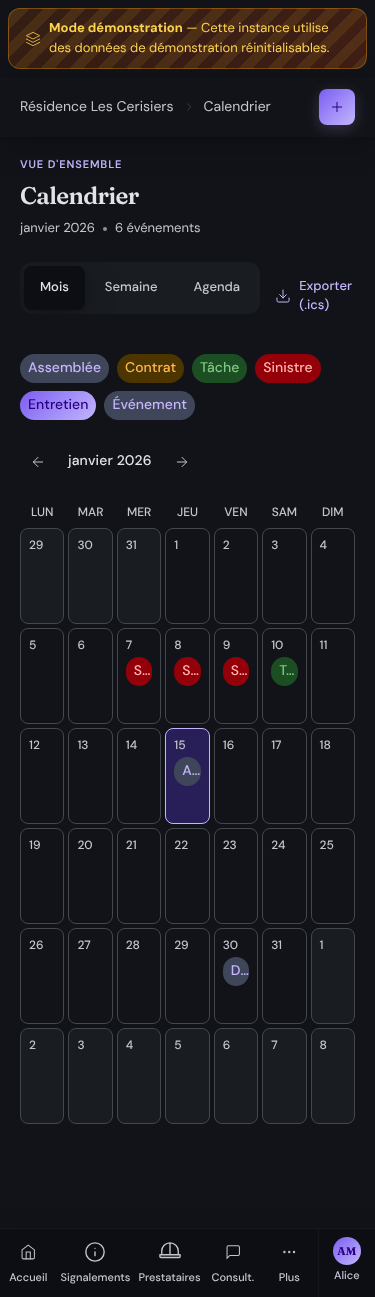 Mode démonstration — Cette instance utilise
des données de démonstration réinitialisables.
Résidence Les Cerisiers > Calendrier
VUE D'ENSEMBLE
Calendrier
janvier 2026 • 6 événements
Mois Semaine Agenda
Exporter
(.ics)
Assemblée Contrat Tâche Sinistre
Entretien Événement
janvier 2026
LUN MAR MER JEU VEN SAM DIM
29 30 31 1 2 3 4
5 6 7 8 9 10 11
S... S... S... T...
12 13 14 15 16 17 18
A...
19 20 21 22 23 24 25
26 27 28 29 30 31 1
D...
2 3 4 5 6 7 8
AM
Accueil Signalements Prestataires Consult. Plus Alice